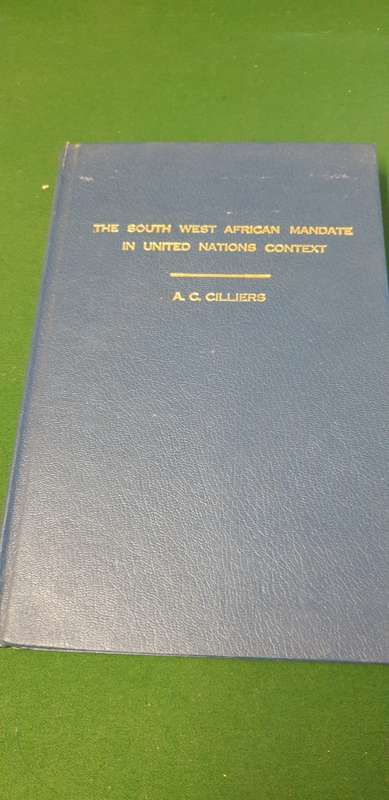 THE SOUTH WEST AFRICAN MANDATE
IN UNITED NATIONS CONTEXT
A. C. CILLIERS